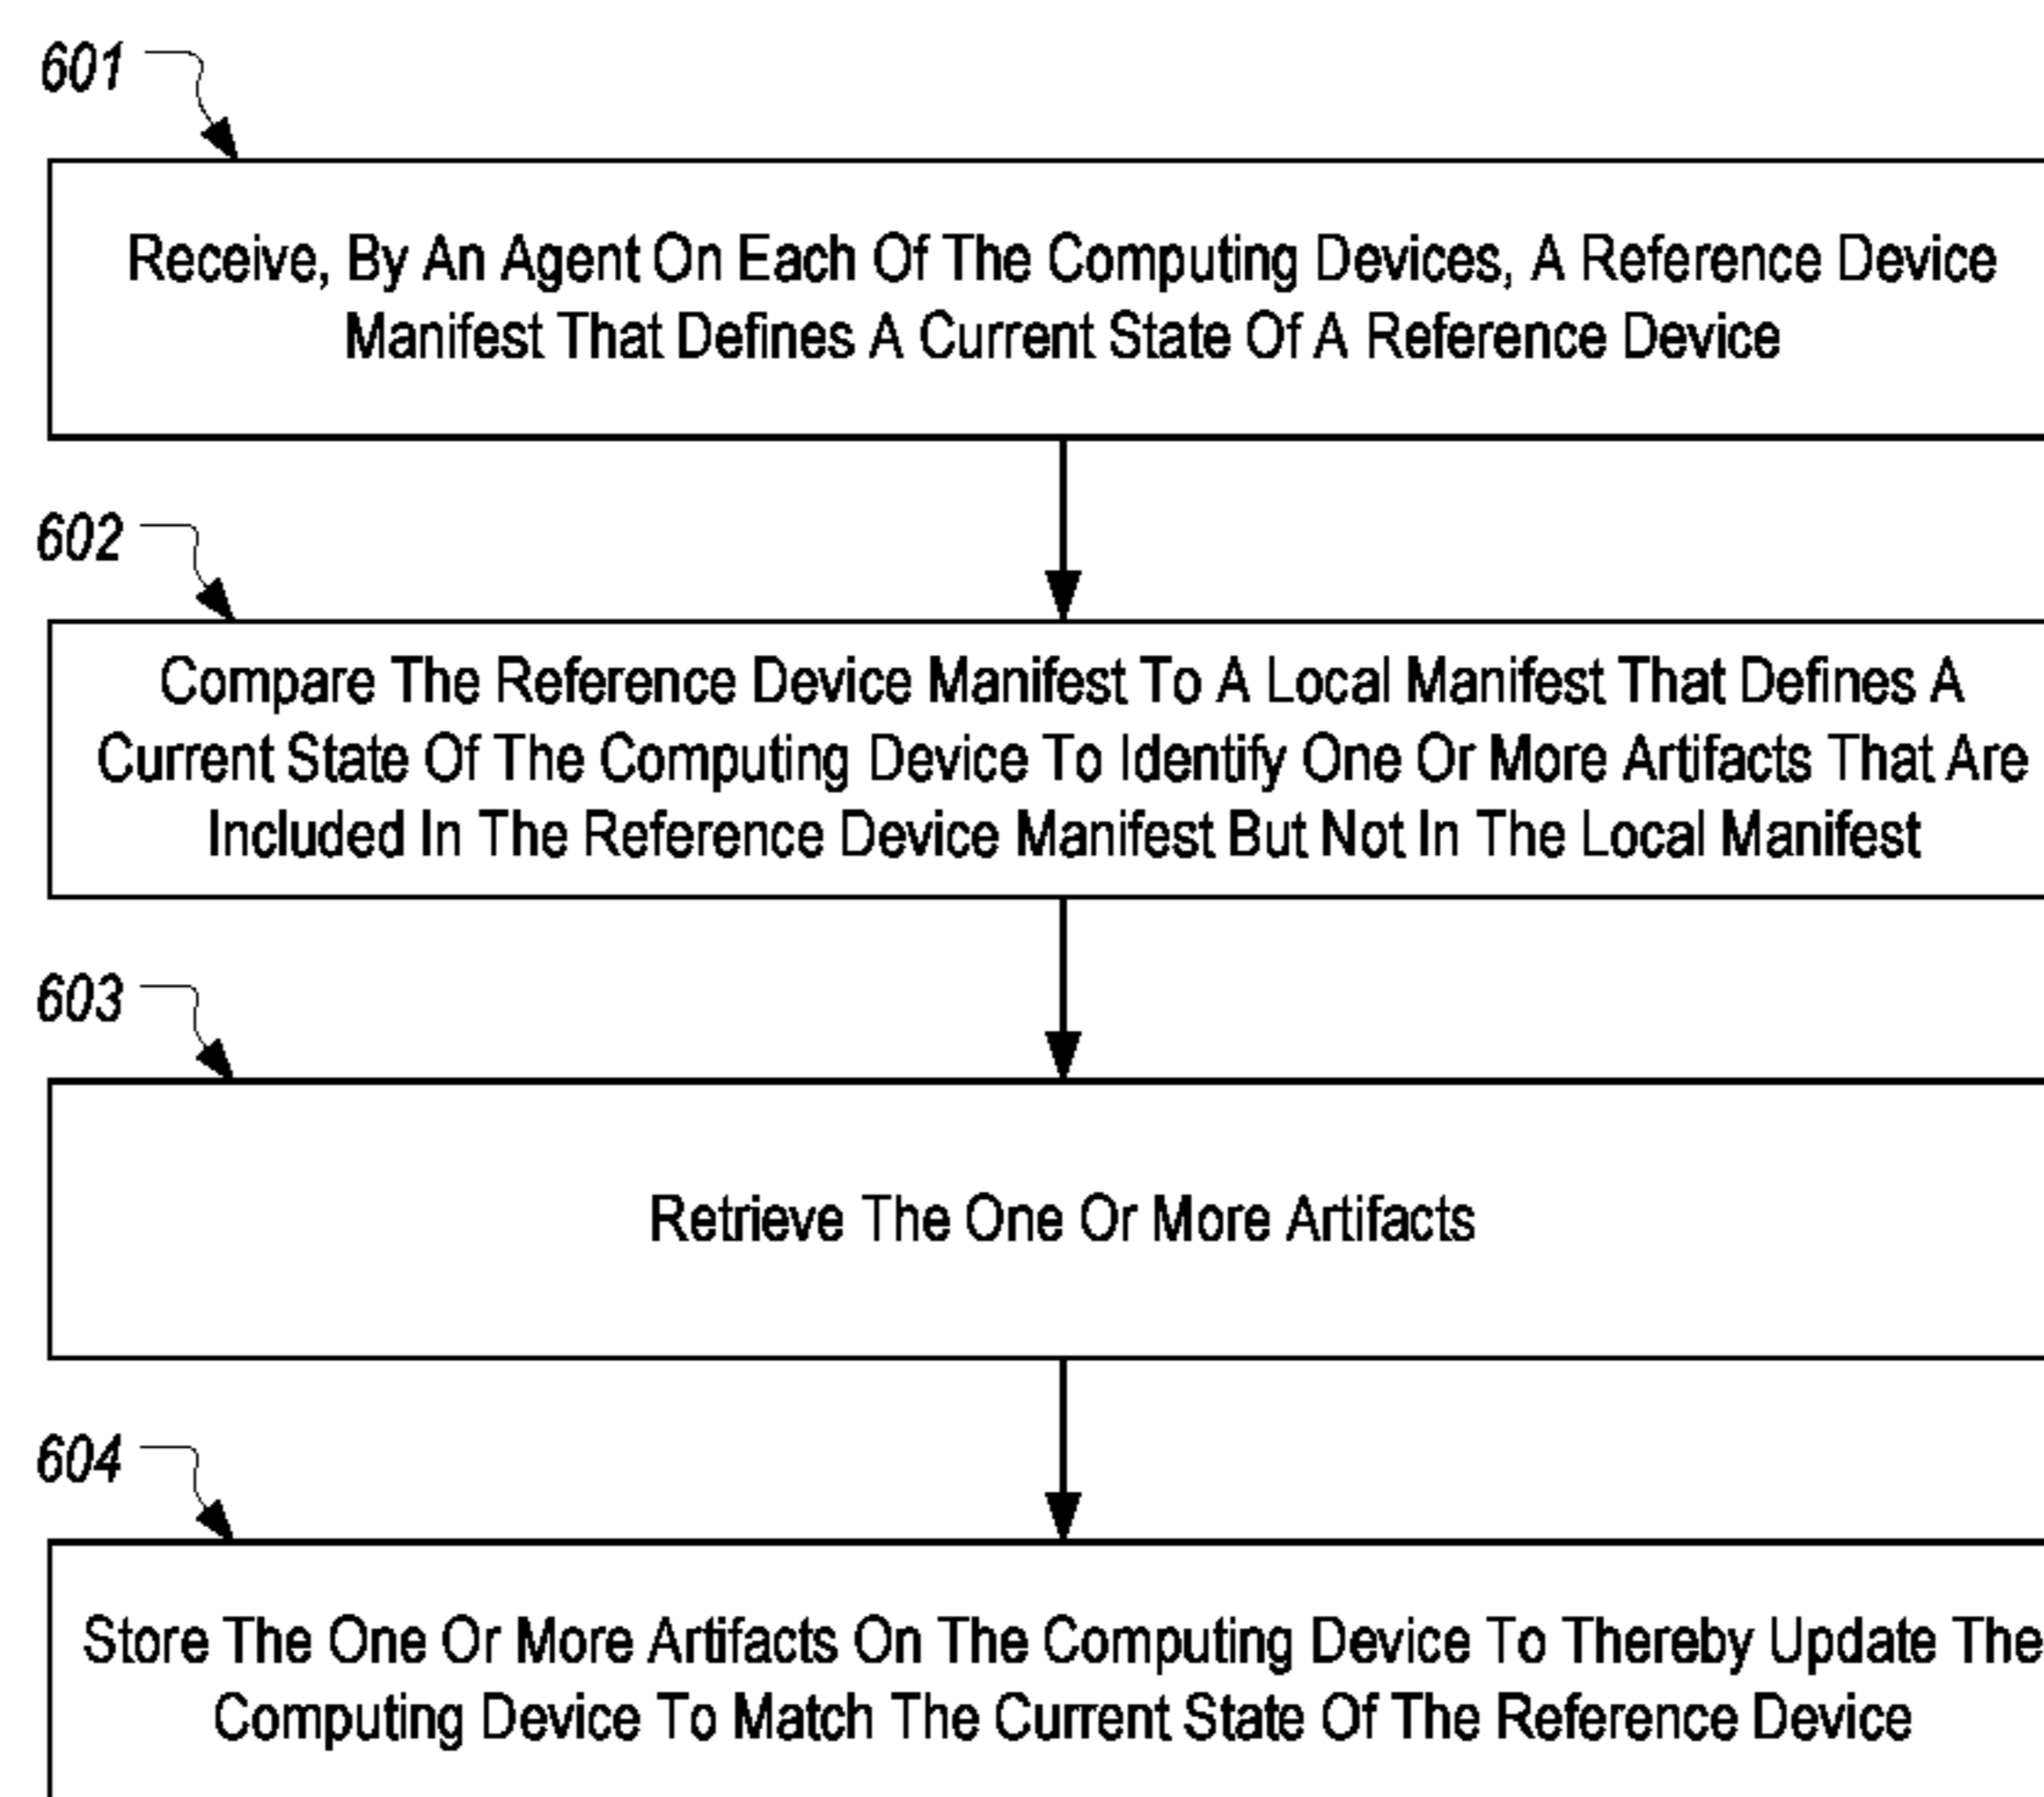 601
Receive, By An Agent On Each Of The Computing Devices, A Reference Device
Manifest That Defines A Current State Of A Reference Device
602
Compare The Reference Device Manifest To A Local Manifest That Defines A
Current State Of The Computing Device To Identify One Or More Artifacts That Are
Included In The Reference Device Manifest But Not In The Local Manifest
603
Retrieve The One Or More Artifacts
604
Store The One Or More Artifacts On The Computing Device To Thereby Update The
Computing Device To Match The Current State Of The Reference Device